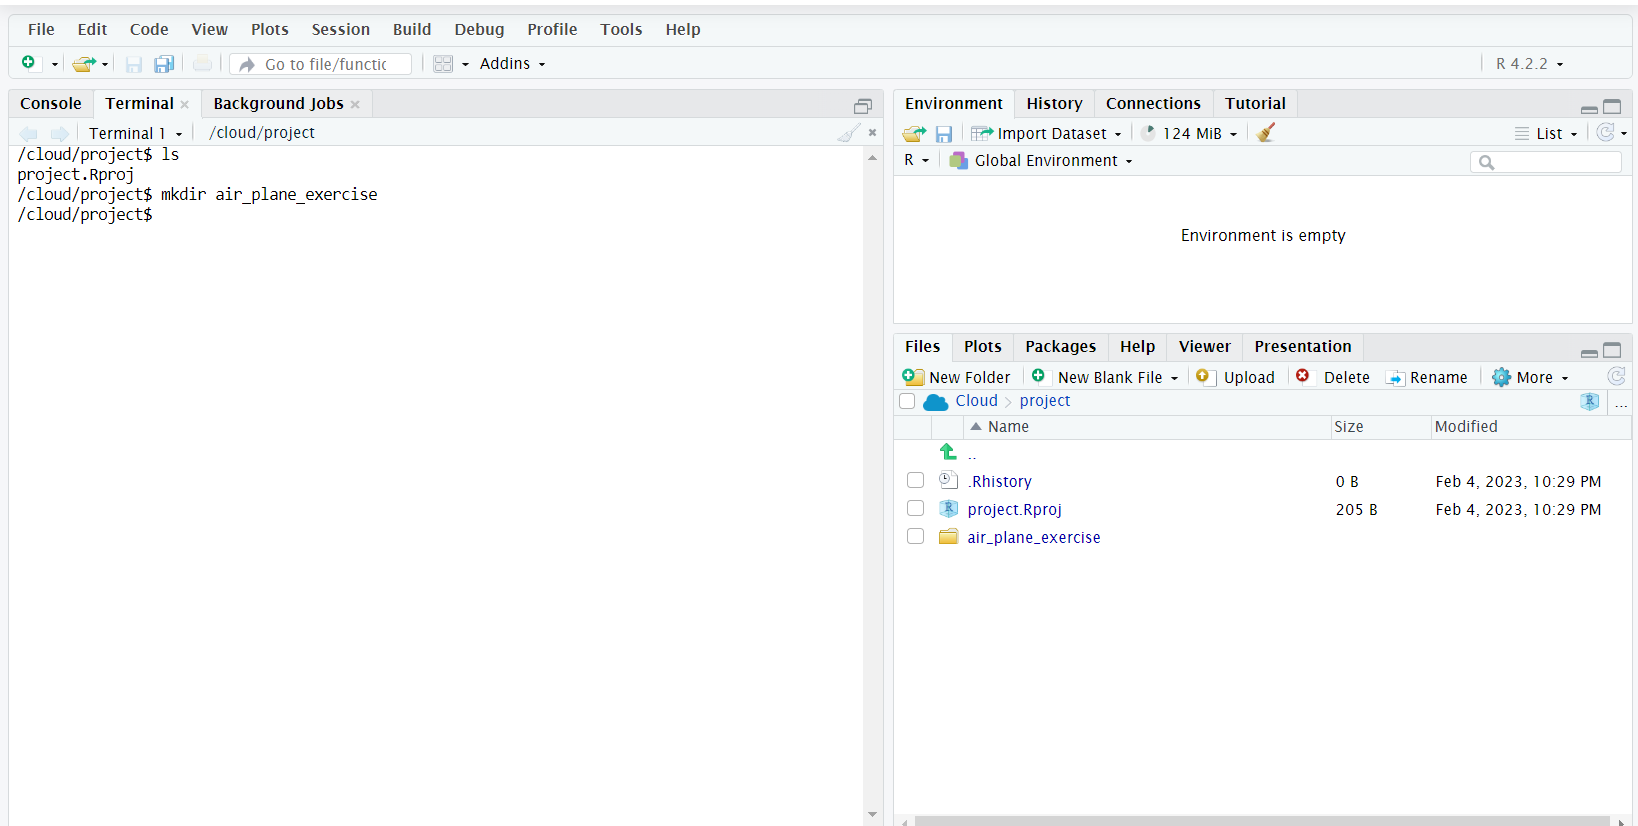 File Edit Code View Plots Session Build Debug Profile Tools Help
Go to file/functic Addins R 4.2.2
Console Terminal Background Jobs
Terminal 1 /cloud/project
/cloud/project$ ls
project.Rproj
/cloud/project$ mkdir air_plane_exercise
/cloud/project$
Environment History Connections Tutorial
Import Dataset 124 MiB List
R Global Environment
Environment is empty
Files Plots Packages Help Viewer Presentation
New Folder New Blank File Upload Delete Rename More
Cloud project R ...
Name Size Modified
..
.Rhistory 0 B Feb 4, 2023, 10:29 PM
project.Rproj 205 B Feb 4, 2023, 10:29 PM
air_plane_exercise